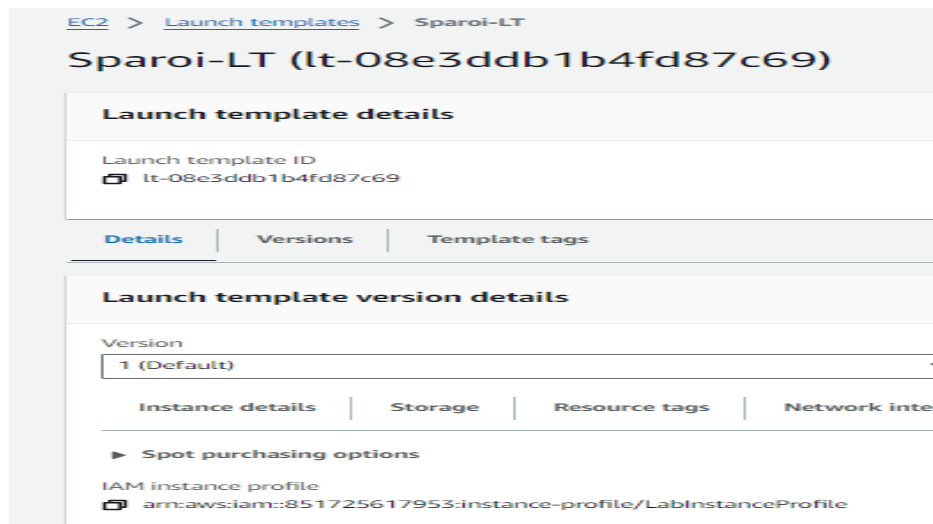 EC2 > Launch templates > Sparoi-LT
Sparoi-LT (lt-08e3ddb1b4fd87c69)
Launch template details
Launch template ID
lt-08e3ddb1b4fd87c69
Details Versions Template tags
Launch template version details
Version
1 (Default)
Instance details Storage Resource tags Network inte
Spot purchasing options
IAM instance profile
arn:aws:iam::851725617953:instance-profile/LabInstanceProfile